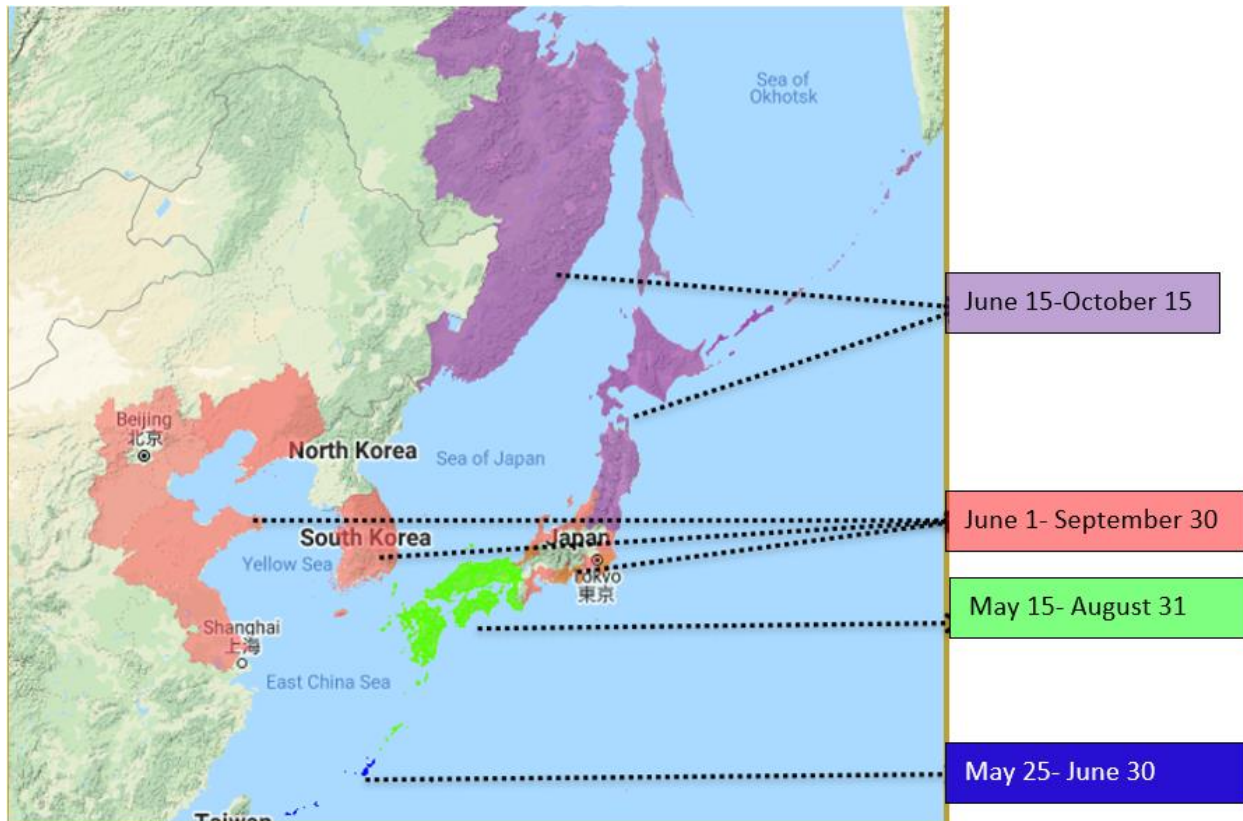 Sea of
Okhotsk
June 15-October 15
Beijing
北京
North Korea
Sea of Japan
June 1- September 30
South Korea
Japan
Yellow Sea
Tokyo
東京
May 15- August 31
Shanghai
上海
East China Sea
May 25- June 30
Taiwan